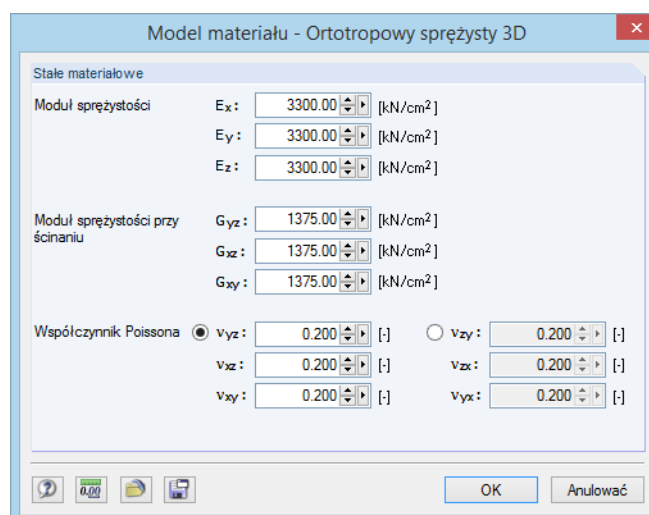 Model materiału - Ortotropowy sprężysty 3D
Stałe materiałowe
Moduł sprężystości Ex: 3300.00 [kN/cm²]
Ey: 3300.00 [kN/cm²]
Ez: 3300.00 [kN/cm²]
Moduł sprężystości przy ścinaniu Gyz: 1375.00 [kN/cm²]
Gxz: 1375.00 [kN/cm²]
Gxy: 1375.00 [kN/cm²]
Współczynnik Poissona νyz: 0.200 [-] νzy: 0.200 [-]
νxz: 0.200 [-] νzx: 0.200 [-]
νxy: 0.200 [-] νyx: 0.200 [-]
0.00 OK Anulować